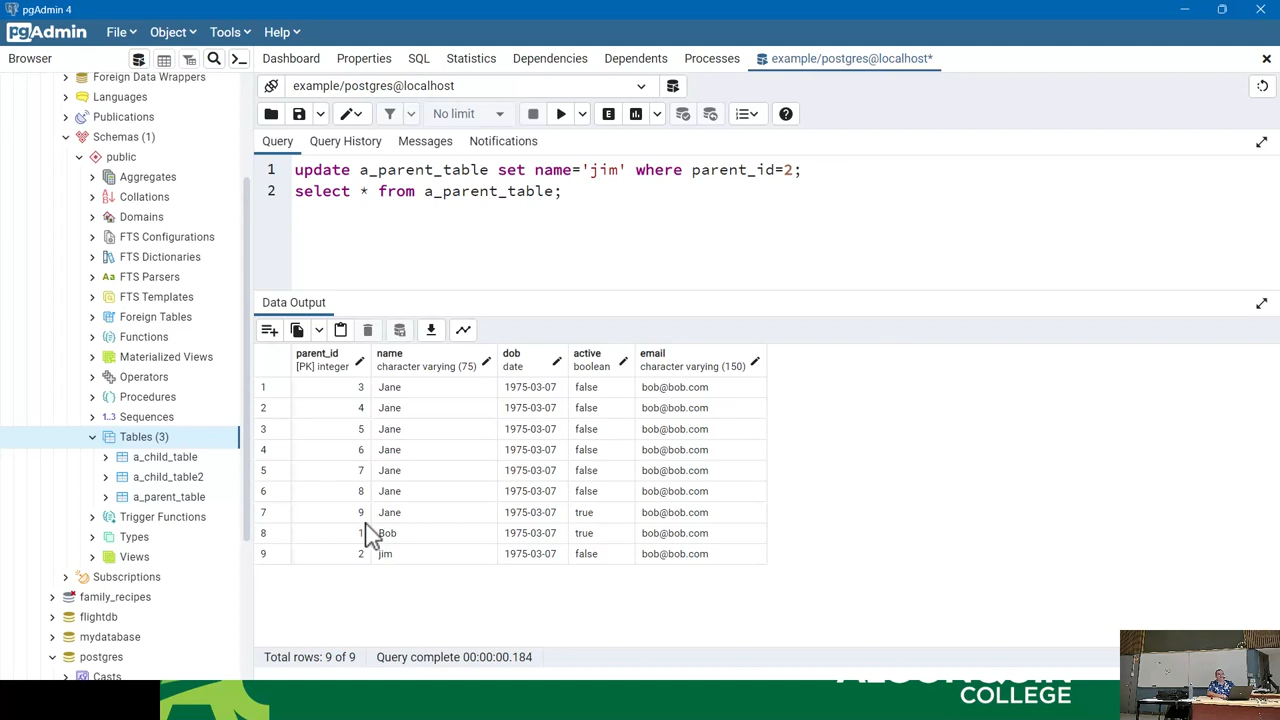 pgAdmin 4
pgAdmin File Object Tools Help
Browser Dashboard Properties SQL Statistics Dependencies Dependents Processes example/postgres@localhost*
Foreign Data Wrappers
Languages
Publications
Schemas (1)
public
Aggregates
Collations
Domains
FTS Configurations
FTS Dictionaries
Aa FTS Parsers
FTS Templates
Foreign Tables
Functions
Materialized Views
Operators
Procedures
1..3 Sequences
Tables (3)
a_child_table
a_child_table2
a_parent_table
Trigger Functions
Types
Views
Subscriptions
family_recipes
flightdb
mydatabase
postgres
Casts
example/postgres@localhost
No limit E
Query Query History Messages Notifications
1 update a_parent_table set name='jim' where parent_id=2;
2 select * from a_parent_table;
Data Output
parent_id name dob active email
[PK] integer character varying (75) date boolean character varying (150)
1 3 Jane 1975-03-07 false bob@bob.com
2 4 Jane 1975-03-07 false bob@bob.com
3 5 Jane 1975-03-07 false bob@bob.com
4 6 Jane 1975-03-07 false bob@bob.com
5 7 Jane 1975-03-07 false bob@bob.com
6 8 Jane 1975-03-07 false bob@bob.com
7 9 Jane 1975-03-07 true bob@bob.com
8 1 Bob 1975-03-07 true bob@bob.com
9 2 jim 1975-03-07 false bob@bob.com
Total rows: 9 of 9 Query complete 00:00:00.184
ALGONQUIN
COLLEGE